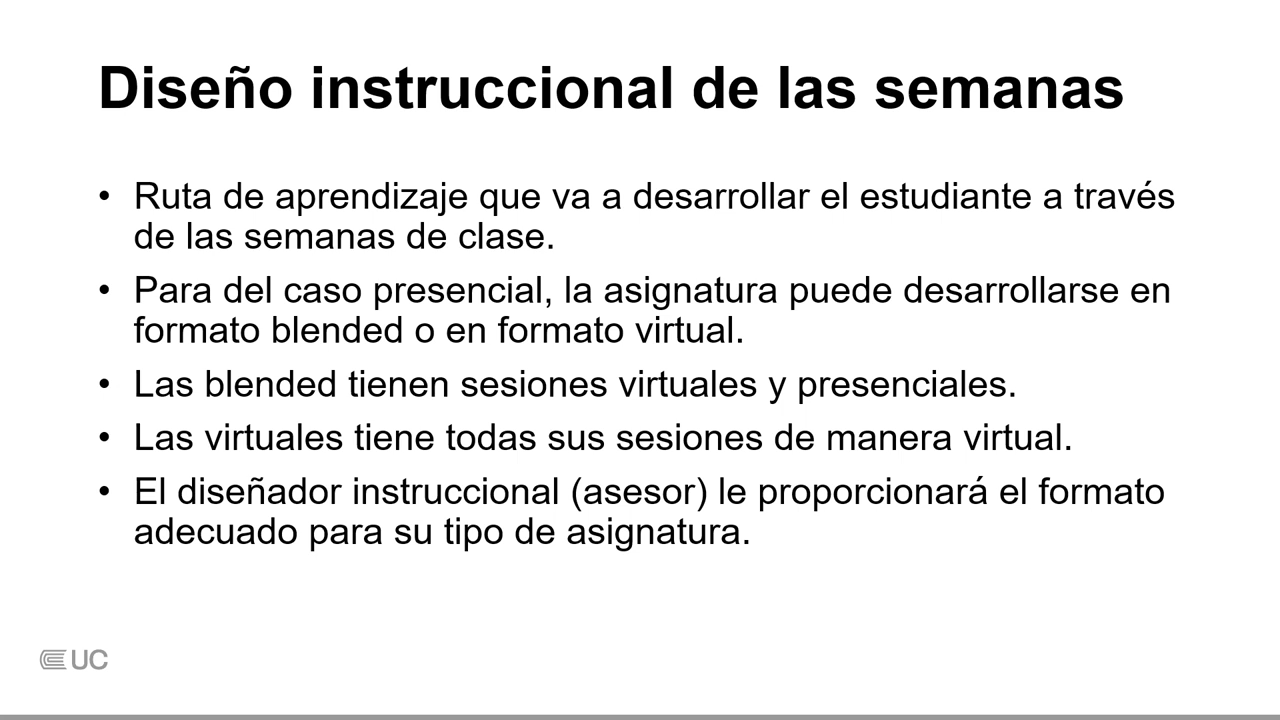 Diseño instruccional de las semanas
• Ruta de aprendizaje que va a desarrollar el estudiante a través
de las semanas de clase.
• Para del caso presencial, la asignatura puede desarrollarse en
formato blended o en formato virtual.
• Las blended tienen sesiones virtuales y presenciales.
• Las virtuales tiene todas sus sesiones de manera virtual.
• El diseñador instruccional (asesor) le proporcionará el formato
adecuado para su tipo de asignatura.
UC